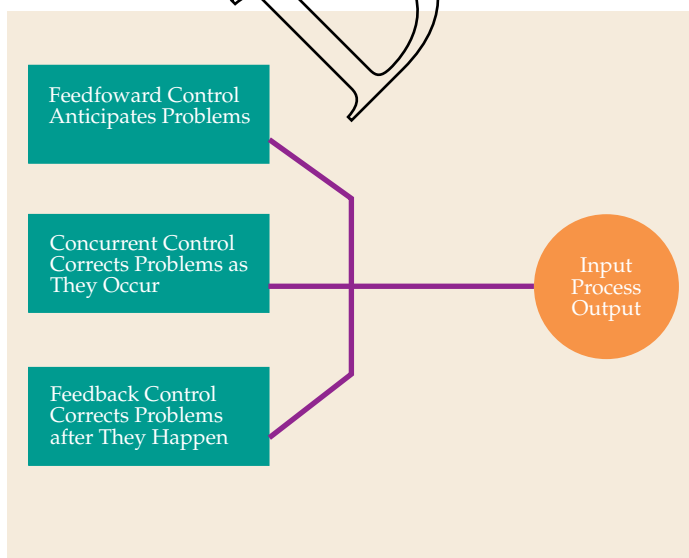 Feedfoward Control
Anticipates Problems
Concurrent Control
Corrects Problems as
They Occur
Feedback Control
Corrects Problems
after They Happen
Input
Process
Output